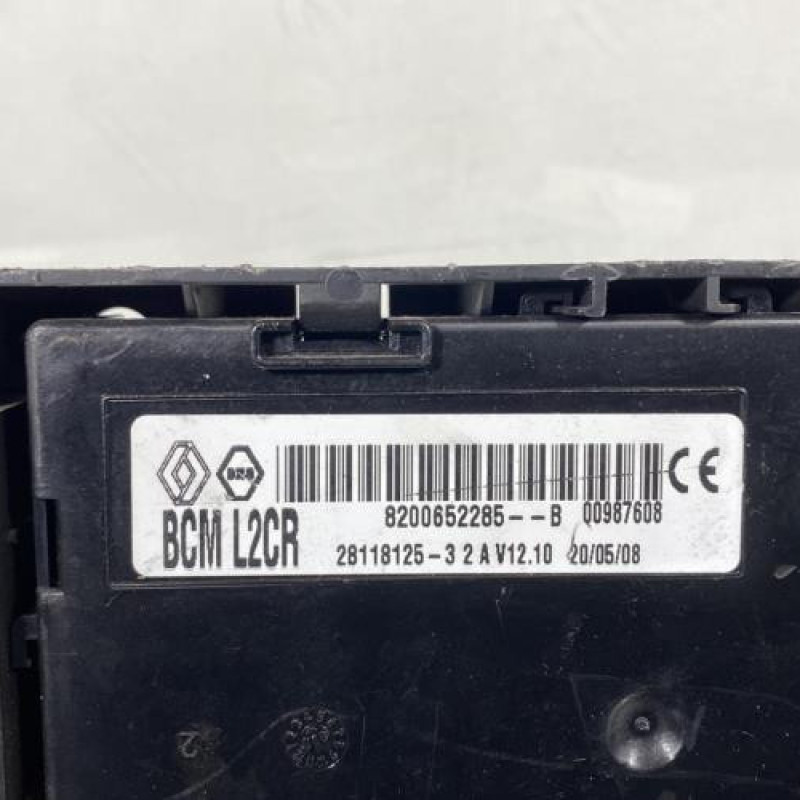 8200652285--B 00987608
BCM L2CR
28118125-3 2 A V12.10 20/05/08
CE